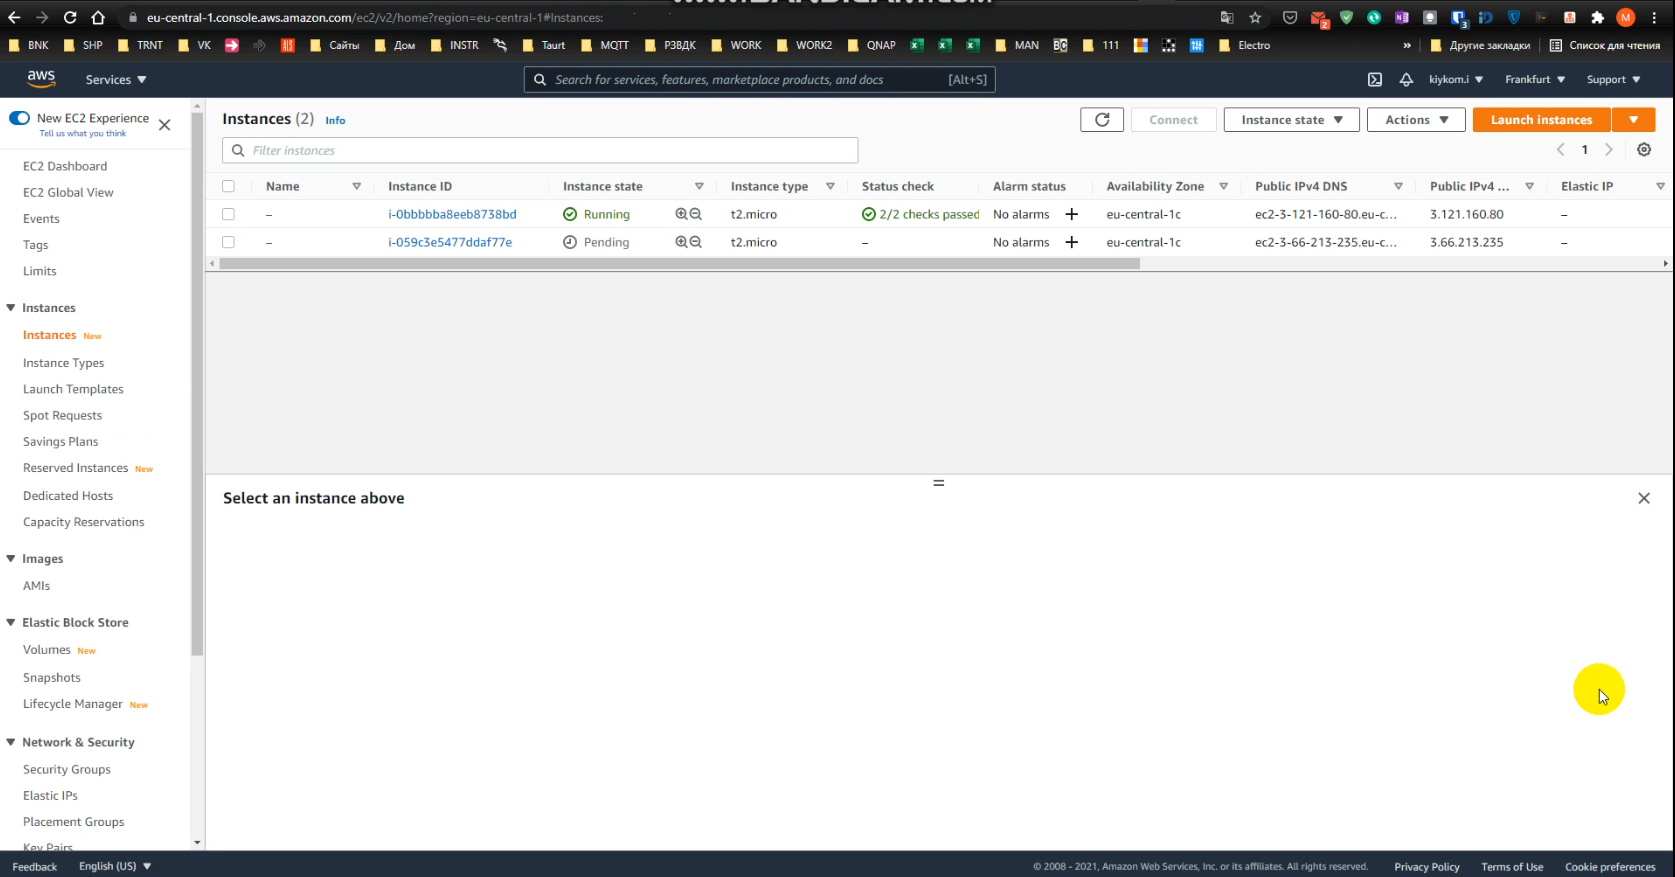 eu-central-1.console.aws.amazon.com/ec2/v2/home?region=eu-central-1#Instances:
BNK SHP TRNT VK Сайты Дом INSTR Taurt MQTT РЗВДК WORK WORK2 QNAP MAN BC 111 Electro » Другие закладки Список для чтения
aws Services Search for services, features, marketplace products, and docs [Alt+S] kiykom.i Frankfurt Support
New EC2 Experience
Tell us what you think
EC2 Dashboard
EC2 Global View
Events
Tags
Limits
Instances
Instances New
Instance Types
Launch Templates
Spot Requests
Savings Plans
Reserved Instances New
Dedicated Hosts
Capacity Reservations
Images
AMIs
Elastic Block Store
Volumes New
Snapshots
Lifecycle Manager New
Network & Security
Security Groups
Elastic IPs
Placement Groups
Key Pairs
Instances (2) Info Connect Instance state Actions Launch instances
Filter instances 1
Name Instance ID Instance state Instance type Status check Alarm status Availability Zone Public IPv4 DNS Public IPv4 ... Elastic IP
– i-0bbbbba8eeb8738bd Running t2.micro 2/2 checks passed No alarms + eu-central-1c ec2-3-121-160-80.eu-c... 3.121.160.80 –
– i-059c3e5477ddaf77e Pending t2.micro – No alarms + eu-central-1c ec2-3-66-213-235.eu-c... 3.66.213.235 –
Select an instance above
Feedback English (US) © 2008 - 2021, Amazon Web Services, Inc. or its affiliates. All rights reserved. Privacy Policy Terms of Use Cookie preferences